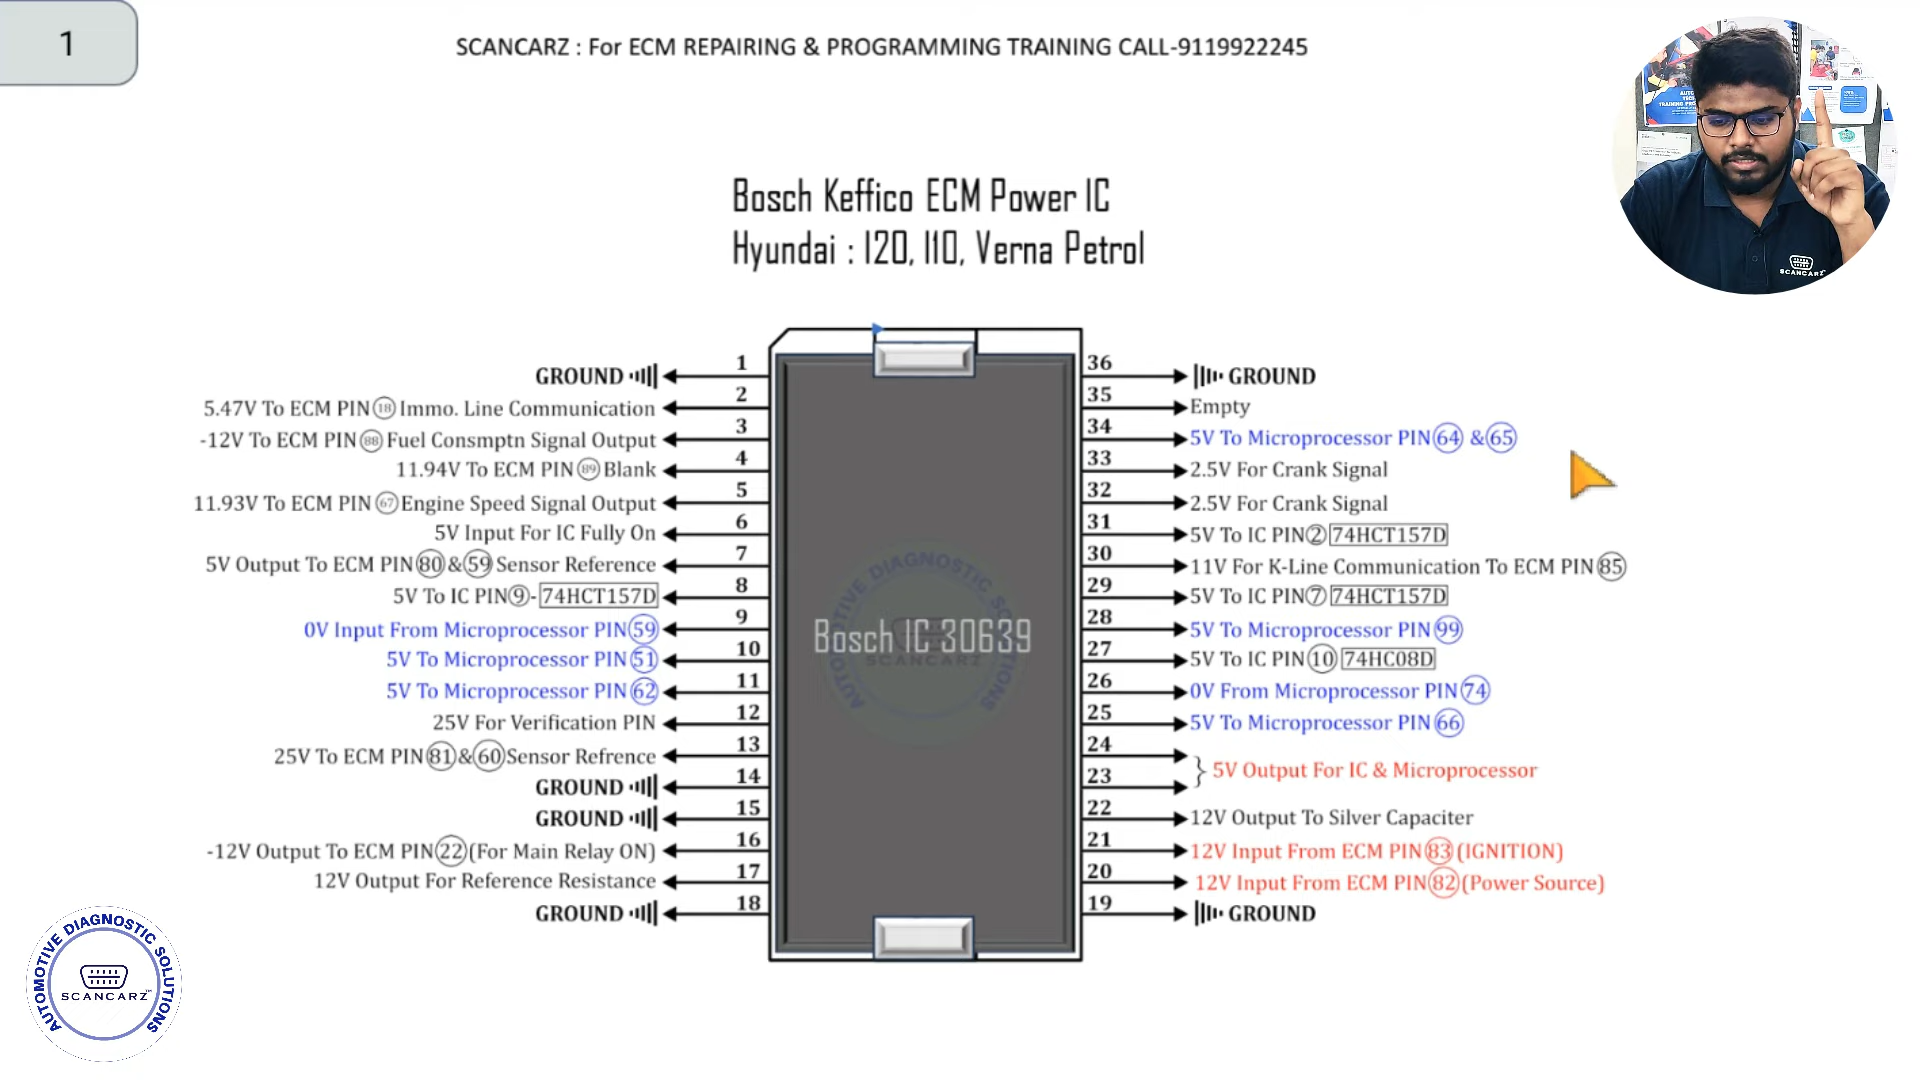 1
SCANCARZ : For ECM REPAIRING & PROGRAMMING TRAINING CALL-9119922245
SCANCARZ
Bosch Keffico ECM Power IC
Hyundai : I20, I10, Verna Petrol
GROUND 1
5.47V To ECM PIN 18 Immo. Line Communication 2
-12V To ECM PIN 88 Fuel Consmptn Signal Output 3
11.94V To ECM PIN 89 Blank 4
11.93V To ECM PIN 67 Engine Speed Signal Output 5
5V Input For IC Fully On 6
5V Output To ECM PIN 80 & 59 Sensor Reference 7
5V To IC PIN 9 - 74HCT157D 8
0V Input From Microprocessor PIN 59 9
5V To Microprocessor PIN 51 10
5V To Microprocessor PIN 62 11
25V For Verification PIN 12
25V To ECM PIN 81 & 60 Sensor Refrence 13
GROUND 14
GROUND 15
-12V Output To ECM PIN 22 (For Main Relay ON) 16
12V Output For Reference Resistance 17
GROUND 18
Bosch IC 30639
AUTOMOTIVE DIAGNOSTIC SOLUTIONS
SCANCARZ
36 GROUND
35 Empty
34 5V To Microprocessor PIN 64 & 65
33 2.5V For Crank Signal
32 2.5V For Crank Signal
31 5V To IC PIN 2 74HCT157D
30 11V For K-Line Communication To ECM PIN 85
29 5V To IC PIN 7 74HCT157D
28 5V To Microprocessor PIN 99
27 5V To IC PIN 10 74HC08D
26 0V From Microprocessor PIN 74
25 5V To Microprocessor PIN 66
24
23 } 5V Output For IC & Microprocessor
22 12V Output To Silver Capaciter
21 12V Input From ECM PIN 83 (IGNITION)
20 12V Input From ECM PIN 82 (Power Source)
19 GROUND
AUTOMOTIVE DIAGNOSTIC SOLUTIONS
SCANCARZ™